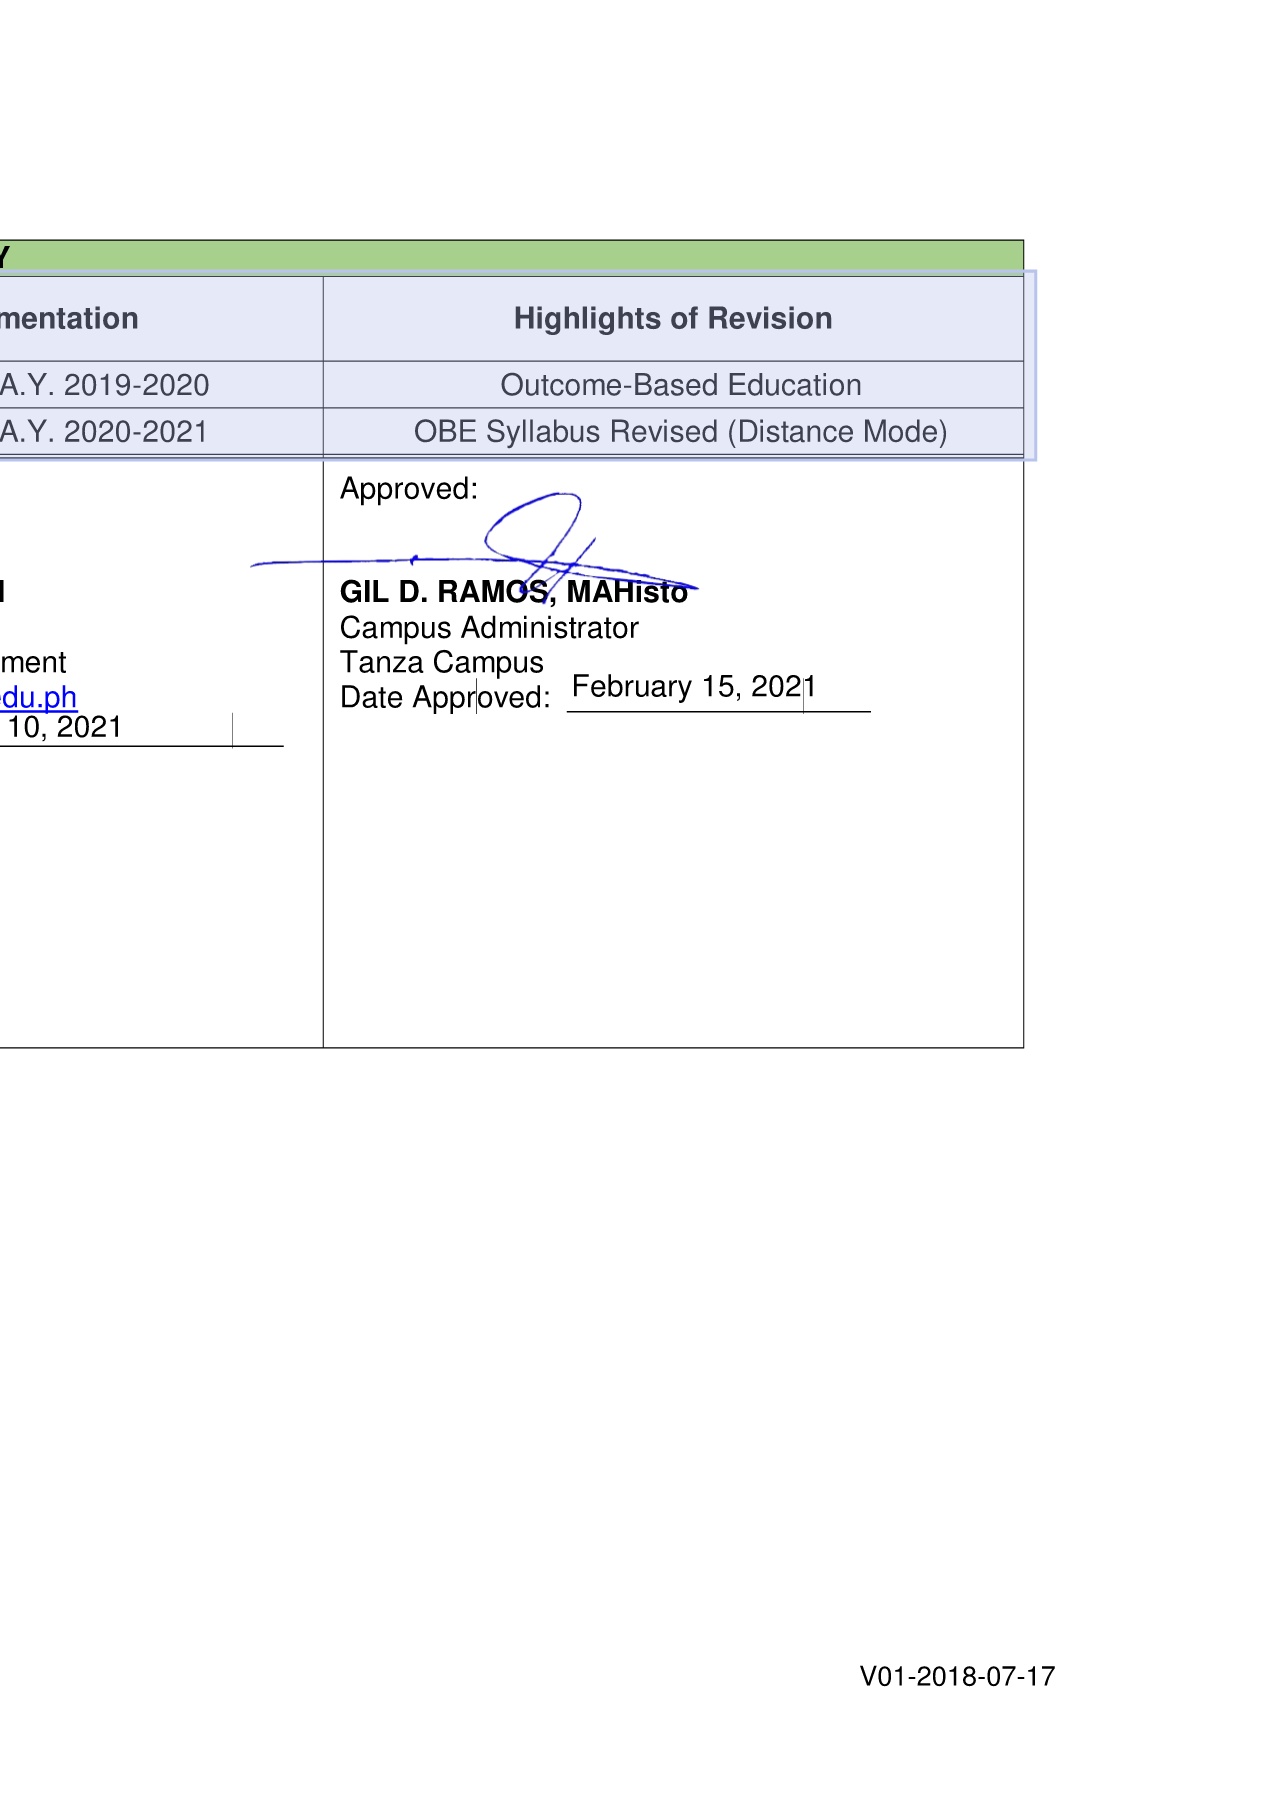 Y
mentation
Highlights of Revision
A.Y. 2019-2020
Outcome-Based Education
A.Y. 2020-2021
OBE Syllabus Revised (Distance Mode)
ment
edu.ph
10, 2021
Approved:
GIL D. RAMOS, MAHisto
Campus Administrator
Tanza Campus
Date Approved: February 15, 2021
V01-2018-07-17